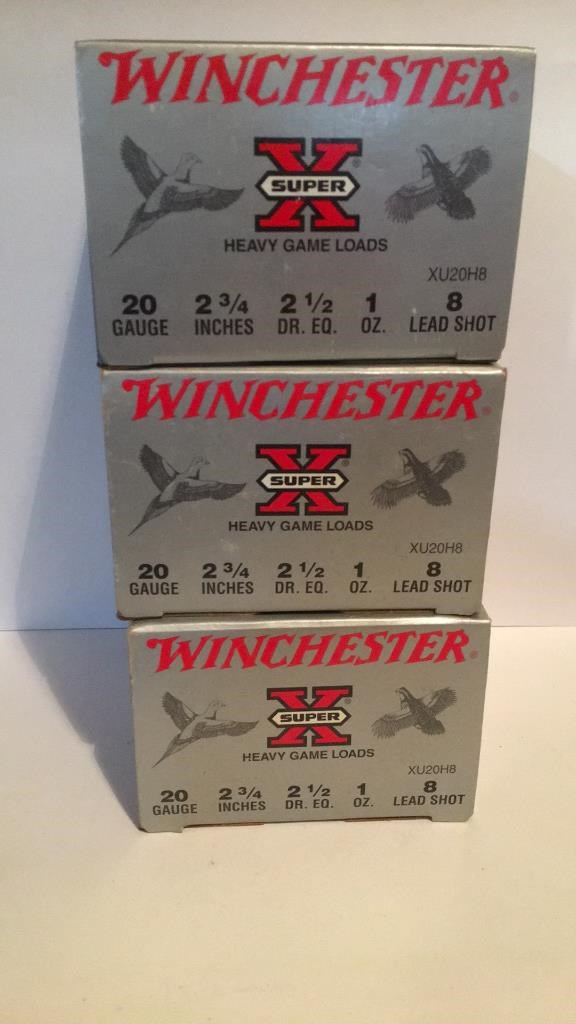 WINCHESTER®
X®
SUPER
HEAVY GAME LOADS
XU20H8
20 2 3/4 2 1/2 1 8
GAUGE INCHES DR. EQ. OZ. LEAD SHOT
WINCHESTER®
X®
SUPER
HEAVY GAME LOADS
XU20H8
20 2 3/4 2 1/2 1 8
GAUGE INCHES DR. EQ. OZ. LEAD SHOT
WINCHESTER®
X®
SUPER
HEAVY GAME LOADS
XU20H8
20 2 3/4 2 1/2 1 8
GAUGE INCHES DR. EQ. OZ. LEAD SHOT